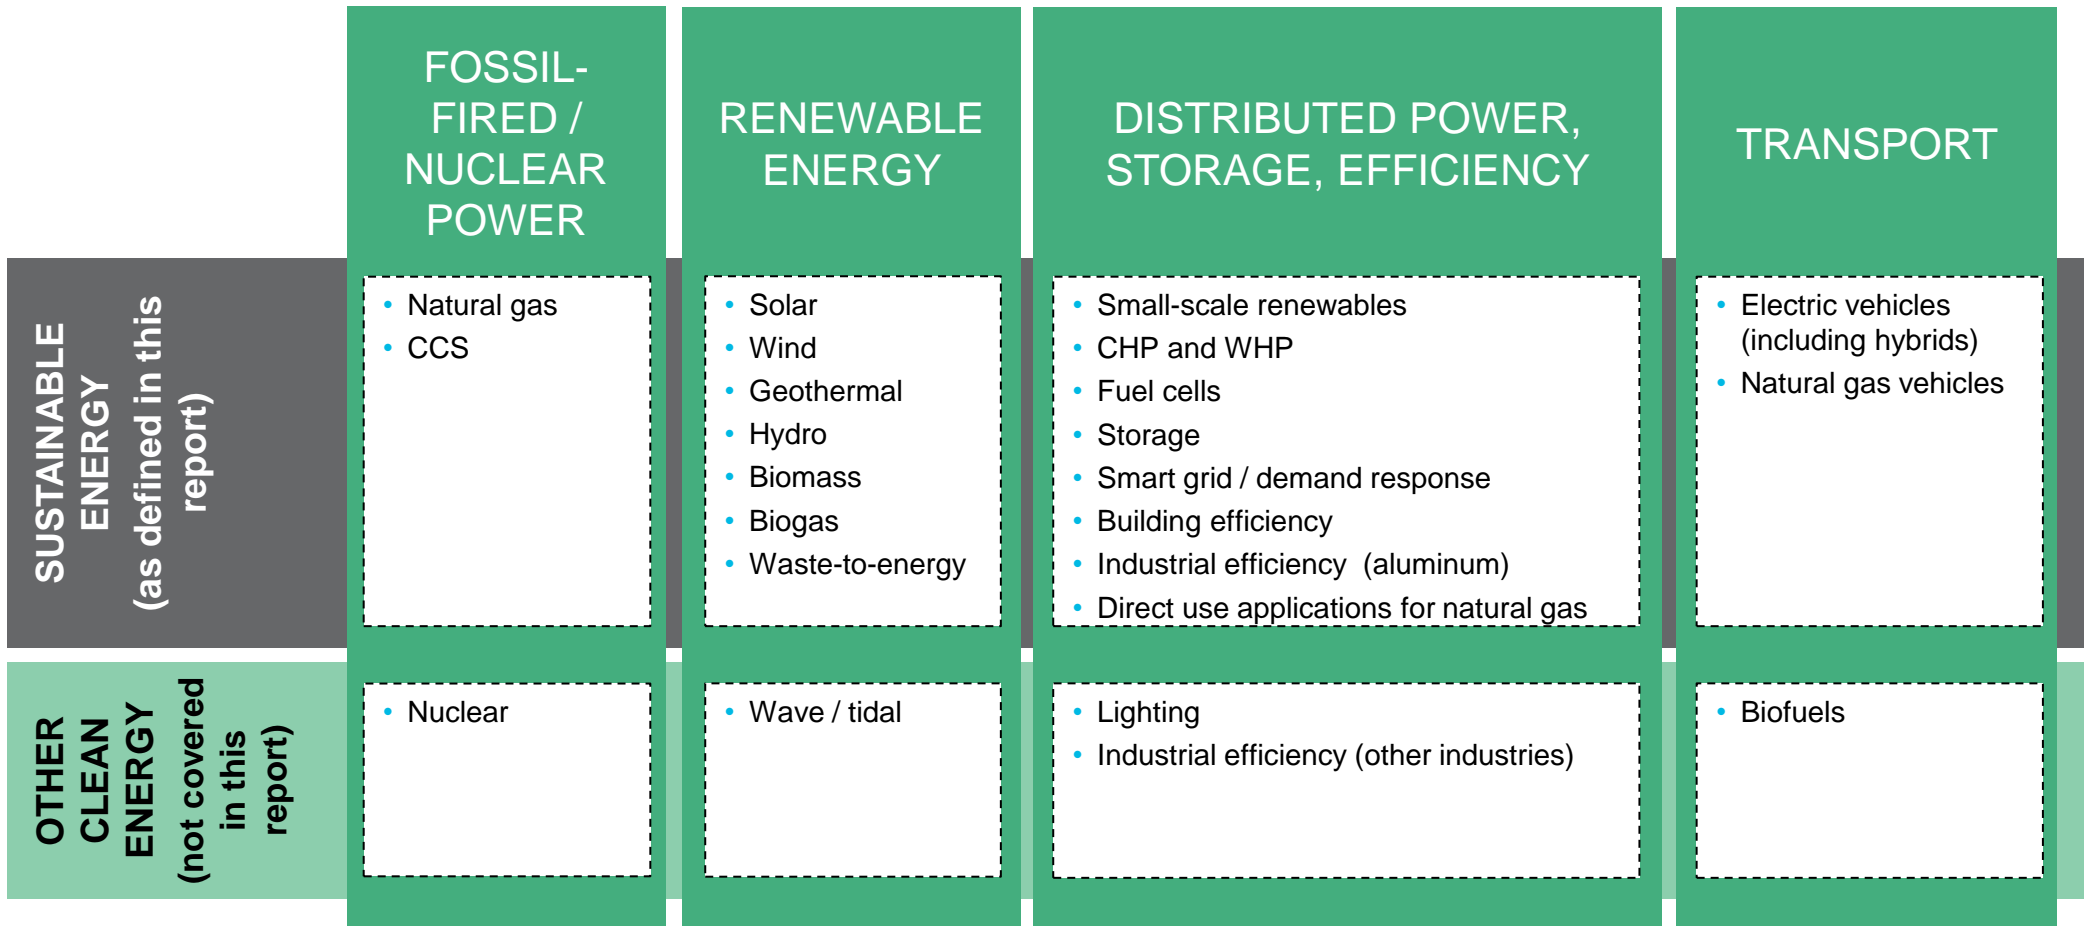 FOSSIL-
FIRED /
NUCLEAR
POWER
RENEWABLE
ENERGY
DISTRIBUTED POWER,
STORAGE, EFFICIENCY
TRANSPORT
SUSTAINABLE
ENERGY
(as defined in this
report)
• Natural gas
• CCS
• Solar
• Wind
• Geothermal
• Hydro
• Biomass
• Biogas
• Waste-to-energy
• Small-scale renewables
• CHP and WHP
• Fuel cells
• Storage
• Smart grid / demand response
• Building efficiency
• Industrial efficiency (aluminum)
• Direct use applications for natural gas
• Electric vehicles
(including hybrids)
• Natural gas vehicles
OTHER
CLEAN
ENERGY
(not covered
in this
report)
• Nuclear
• Wave / tidal
• Lighting
• Industrial efficiency (other industries)
• Biofuels